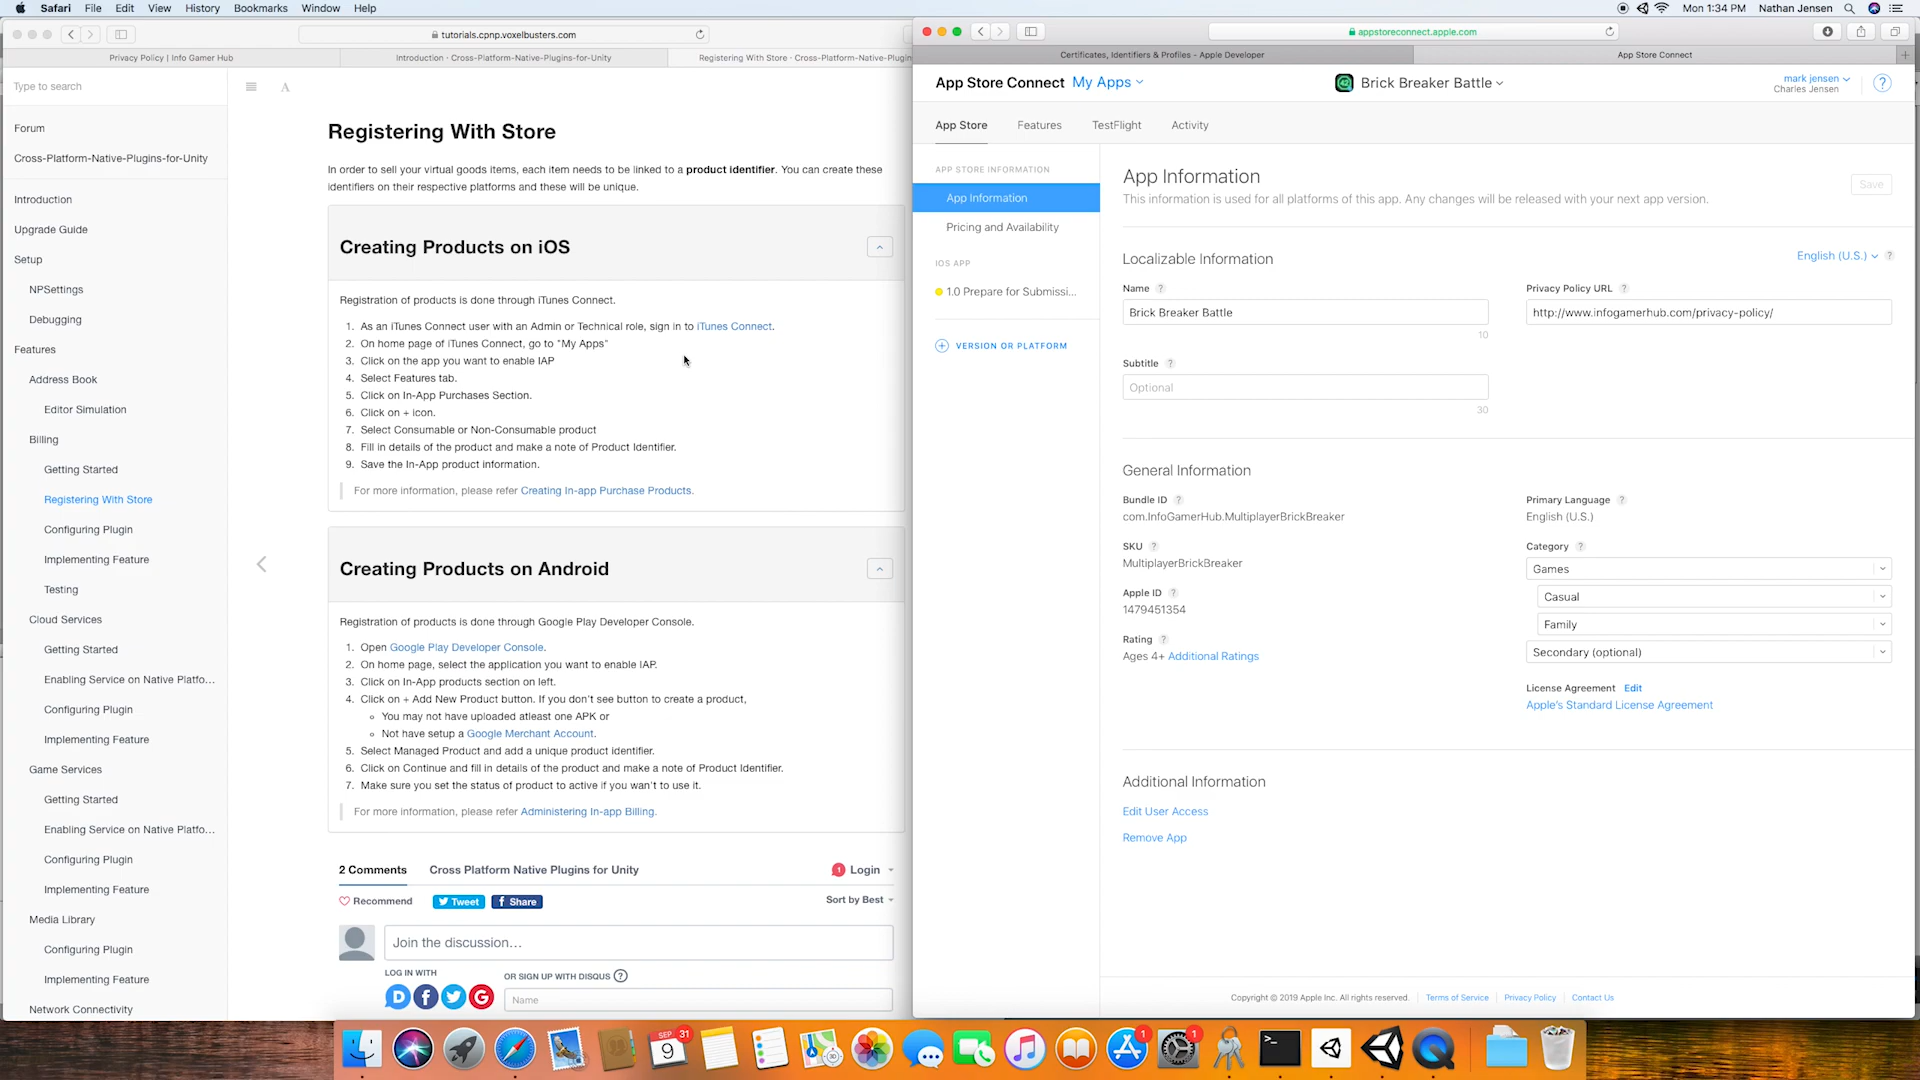 Safari File Edit View History Bookmarks Window Help
Mon 1:34 PM Nathan Jensen
tutorials.cpnp.voxelbusters.com
Privacy Policy | Info Gamer Hub
Introduction · Cross-Platform-Native-Plugins-for-Unity
Registering With Store · Cross-Platform-Native-Plugin
Type to search
A
Forum
Cross-Platform-Native-Plugins-for-Unity
Introduction
Upgrade Guide
Setup
NPSettings
Debugging
Features
Address Book
Editor Simulation
Billing
Getting Started
Registering With Store
Configuring Plugin
Implementing Feature
Testing
Cloud Services
Getting Started
Enabling Service on Native Platfo...
Configuring Plugin
Implementing Feature
Game Services
Getting Started
Enabling Service on Native Platfo...
Configuring Plugin
Implementing Feature
Media Library
Configuring Plugin
Implementing Feature
Network Connectivity
Registering With Store
In order to sell your virtual goods items, each item needs to be linked to a product identifier. You can create these
identifiers on their respective platforms and these will be unique.
Creating Products on iOS
Registration of products is done through iTunes Connect.
1. As an iTunes Connect user with an Admin or Technical role, sign in to iTunes Connect.
2. On home page of iTunes Connect, go to "My Apps"
3. Click on the app you want to enable IAP
4. Select Features tab.
5. Click on In-App Purchases Section.
6. Click on + icon.
7. Select Consumable or Non-Consumable product
8. Fill in details of the product and make a note of Product Identifier.
9. Save the In-App product information.
For more information, please refer Creating In-app Purchase Products.
Creating Products on Android
Registration of products is done through Google Play Developer Console.
1. Open Google Play Developer Console.
2. On home page, select the application you want to enable IAP.
3. Click on In-App products section on left.
4. Click on + Add New Product button. If you don't see button to create a product,
You may not have uploaded atleast one APK or
Not have setup a Google Merchant Account.
5. Select Managed Product and add a unique product identifier.
6. Click on Continue and fill in details of the product and make a note of Product Identifier.
7. Make sure you set the status of product to active if you wan't to use it.
For more information, please refer Administering In-app Billing.
2 Comments Cross Platform Native Plugins for Unity 1 Login
Recommend Tweet f Share Sort by Best
Join the discussion...
LOG IN WITH
OR SIGN UP WITH DISQUS ?
D f G
Name
appstoreconnect.apple.com
Certificates, Identifiers & Profiles - Apple Developer
App Store Connect
App Store Connect My Apps
Brick Breaker Battle
mark jensen
Charles Jensen
?
App Store Features TestFlight Activity
APP STORE INFORMATION
App Information
Pricing and Availability
IOS APP
1.0 Prepare for Submissi...
VERSION OR PLATFORM
App Information
This information is used for all platforms of this app. Any changes will be released with your next app version.
Save
Localizable Information
English (U.S.) ?
Name ?
Brick Breaker Battle
10
Privacy Policy URL ?
http://www.infogamerhub.com/privacy-policy/
Subtitle ?
Optional
30
General Information
Bundle ID ?
com.InfoGamerHub.MultiplayerBrickBreaker
SKU ?
MultiplayerBrickBreaker
Apple ID ?
1479451354
Rating ?
Ages 4+ Additional Ratings
Primary Language ?
English (U.S.)
Category ?
Games
Casual
Family
Secondary (optional)
License Agreement Edit
Apple's Standard License Agreement
Additional Information
Edit User Access
Remove App
Copyright © 2019 Apple Inc. All rights reserved. Terms of Service Privacy Policy Contact Us
SEP
9
31
1
1